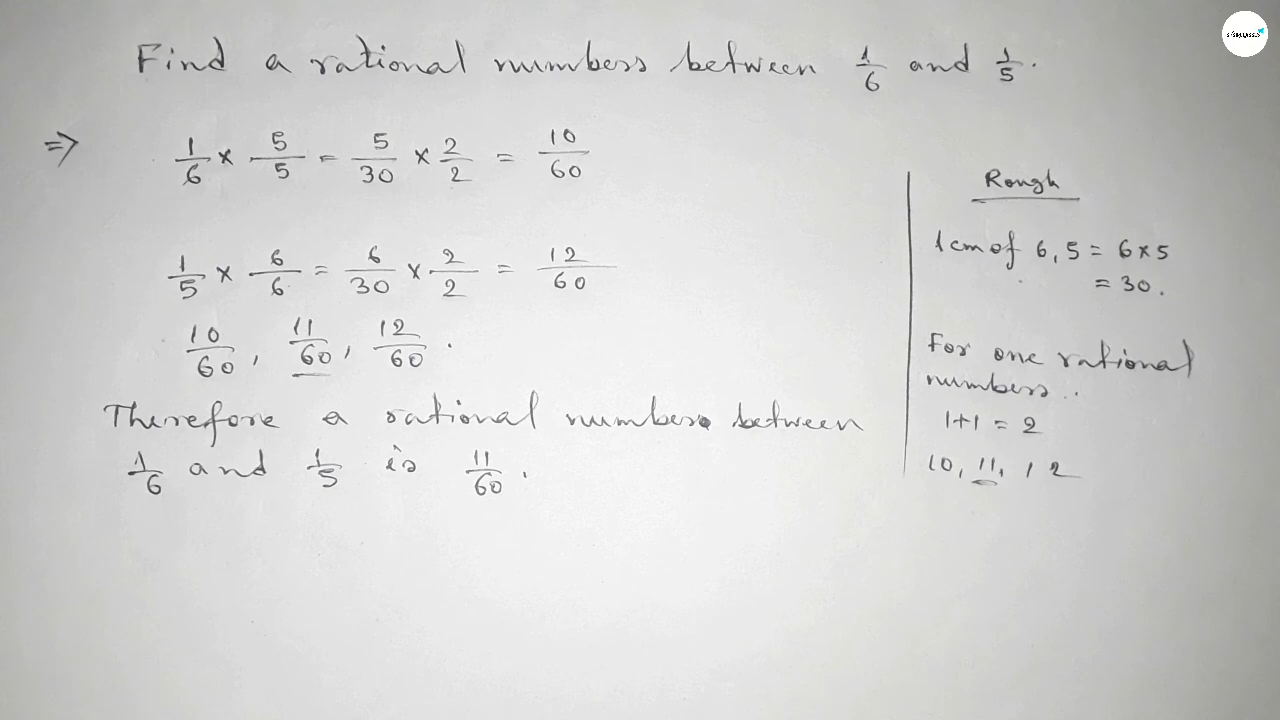 Find a rational numbers between 1/6 and 1/5.
=> 1/6 × 5/5 = 5/30 × 2/2 = 10/60
1/5 × 6/6 = 6/30 × 2/2 = 12/60
10/60, 11/60, 12/60.
Therefore a rational number between
1/6 and 1/5 is 11/60.
Rough
lcm of 6, 5 = 6×5
= 30.
For one rational
numbers..
1+1 = 2
10, 11, 12